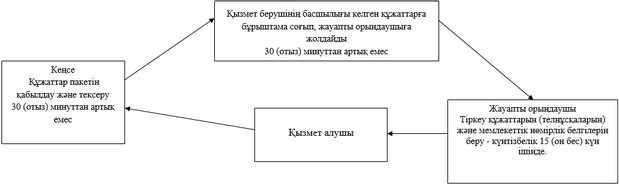 Қызмет берушінің басшылығы келген құжаттарға
бұрыштама соғып, жауапты орындаушыға
жолдайды
30 (отыз) минуттан артық емес
Кеңсе
Құжаттар пакетін
қабылдау және тексеру
30 (отыз) минуттан артық
емес
Қызмет алушы
Жауапты орындаушы
Тіркеу құжаттарын (телнұсқаларын)
және мемлекеттік нөмірлік белгілерін
беру - күнтізбелік 15 (он бес) күн
ішінде.